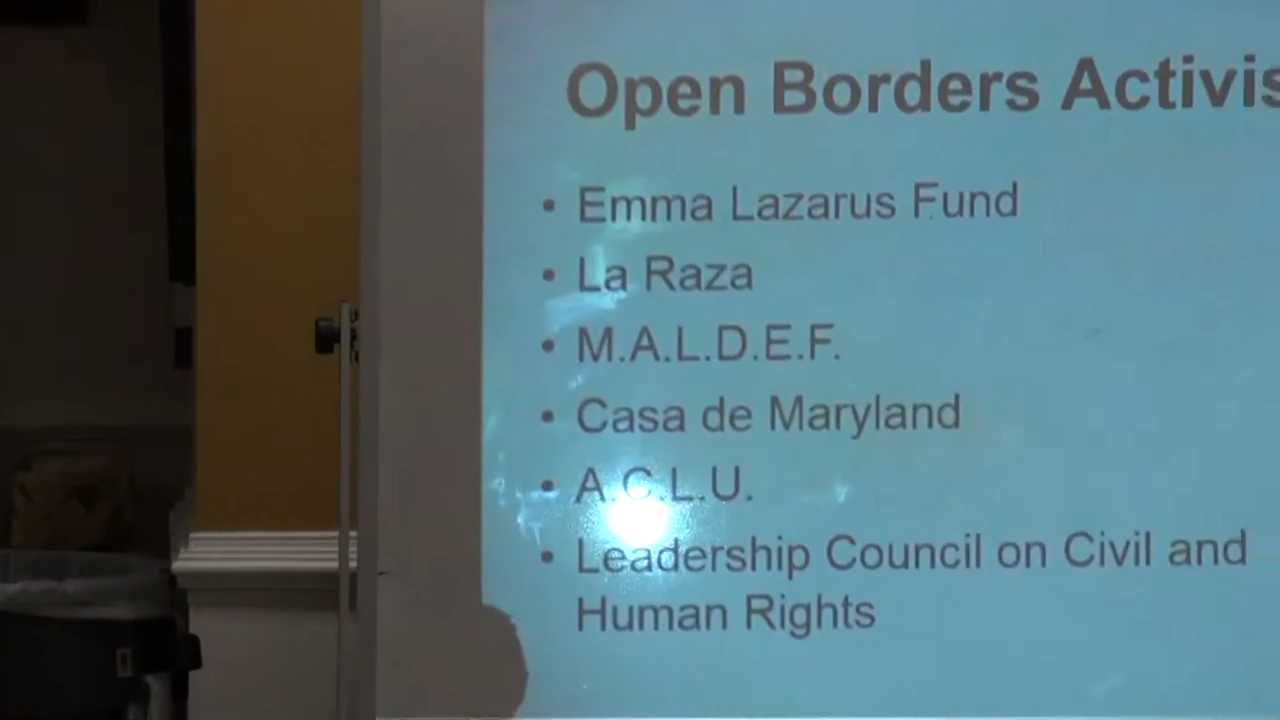 Open Borders Activis
• Emma Lazarus Fund
• La Raza
• M.A.L.D.E.F.
• Casa de Maryland
• A.C.L.U.
• Leadership Council on Civil and
Human Rights